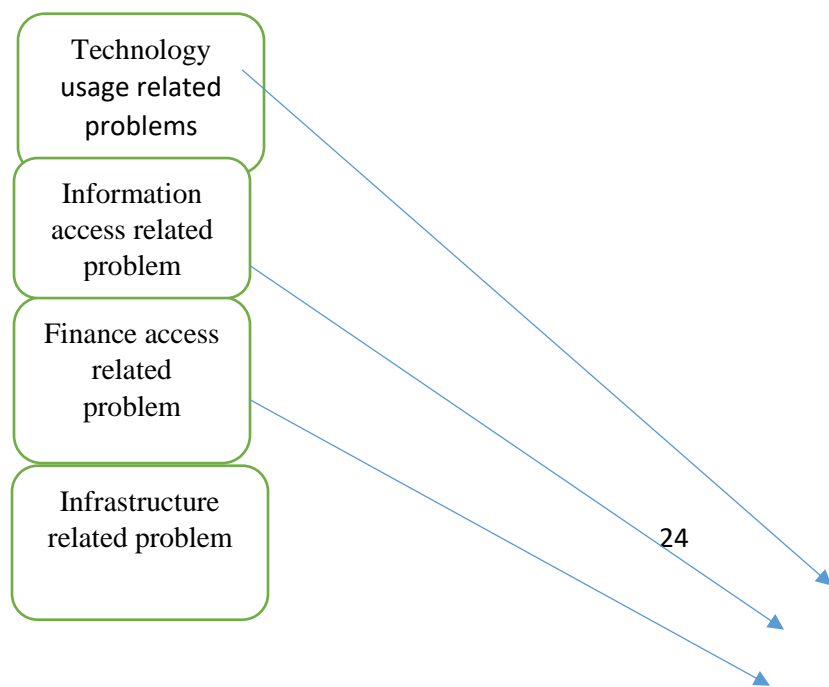 Technology
usage related
problems
Information
access related
problem
Finance access
related
problem
Infrastructure
related problem
24